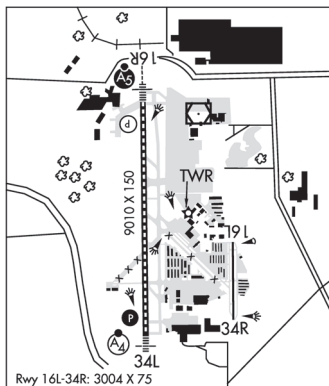 16R
A5
P
TWR
9010 X 150
16L
P
A4
34R
34L
Rwy 16L-34R: 3004 X 75